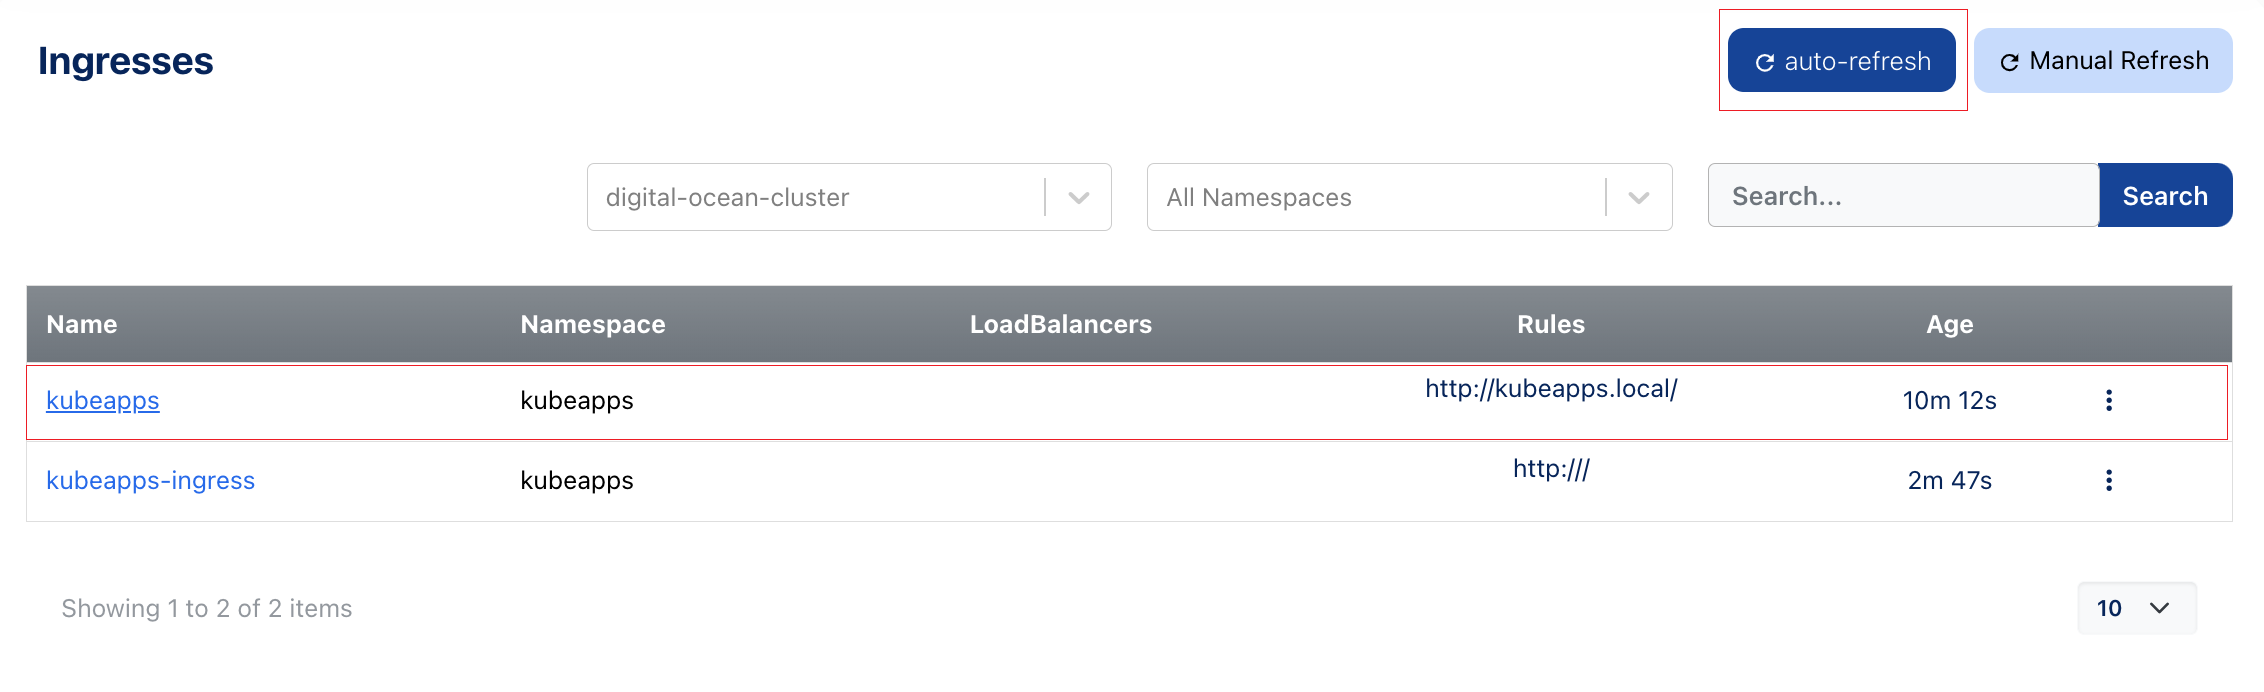 Ingresses
auto-refresh Manual Refresh
digital-ocean-cluster All Namespaces Search... Search
Name Namespace LoadBalancers Rules Age
kubeapps kubeapps http://kubeapps.local/ 10m 12s
kubeapps-ingress kubeapps http:/// 2m 47s
Showing 1 to 2 of 2 items 10